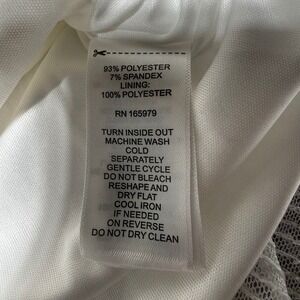 93% POLYESTER
7% SPANDEX
LINING:
100% POLYESTER
RN 165979
TURN INSIDE OUT
MACHINE WASH
COLD
SEPARATELY
GENTLE CYCLE
DO NOT BLEACH
RESHAPE AND
DRY FLAT
COOL IRON
IF NEEDED
ON REVERSE
DO NOT DRY CLEAN